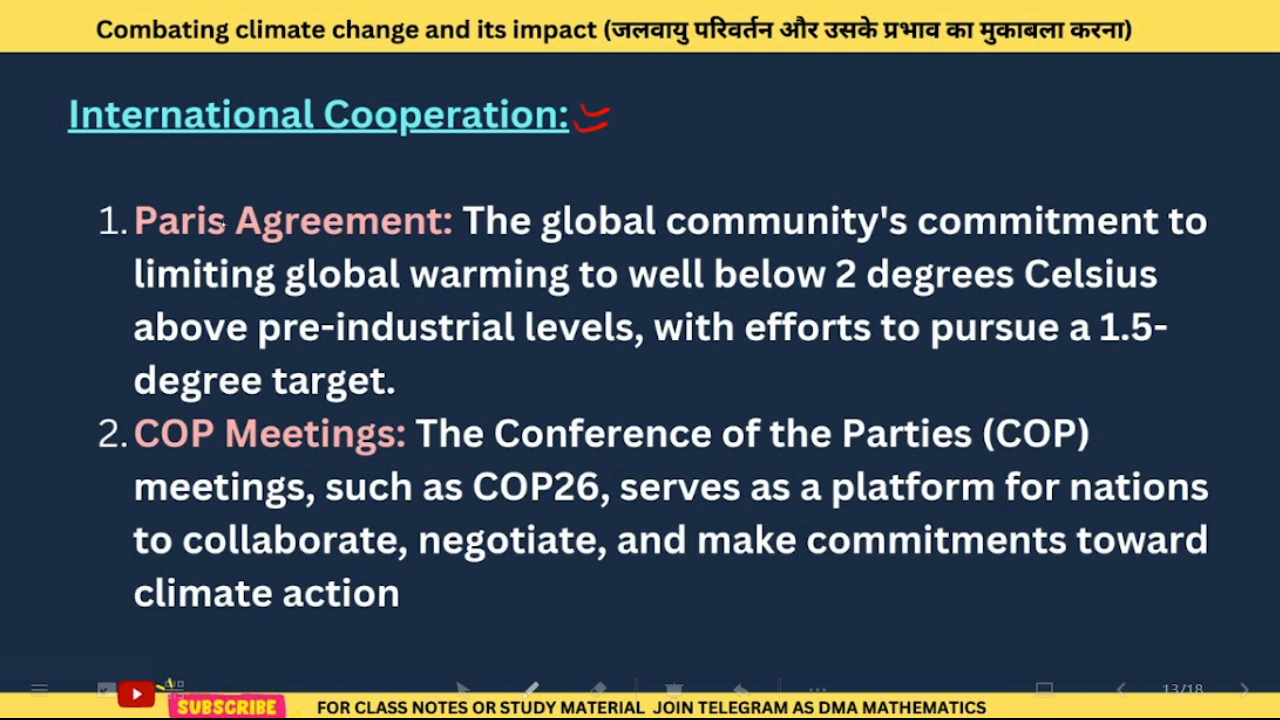 Combating climate change and its impact (जलवायु परिवर्तन और उसके प्रभाव का मुकाबला करना)
International Cooperation:
1. Paris Agreement: The global community's commitment to
limiting global warming to well below 2 degrees Celsius
above pre-industrial levels, with efforts to pursue a 1.5-
degree target.
2. COP Meetings: The Conference of the Parties (COP)
meetings, such as COP26, serves as a platform for nations
to collaborate, negotiate, and make commitments toward
climate action
13/18
SUBSCRIBE FOR CLASS NOTES OR STUDY MATERIAL JOIN TELEGRAM AS DMA MATHEMATICS